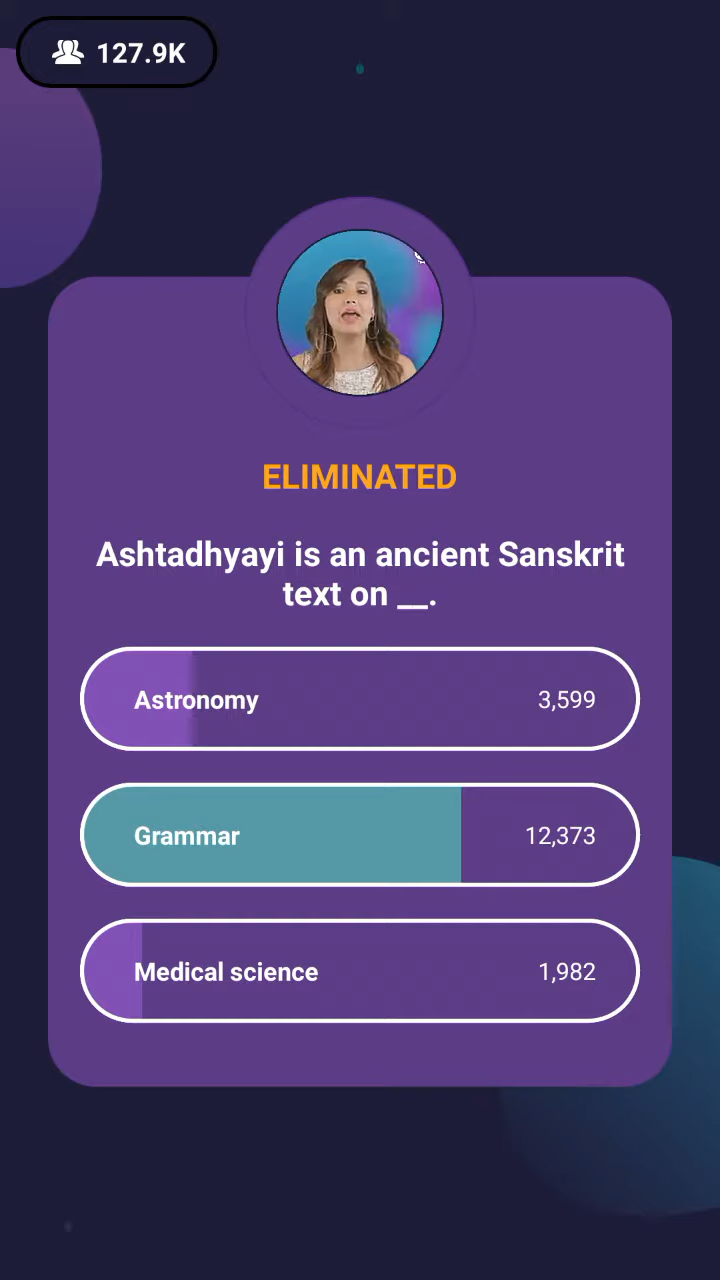 127.9K
ELIMINATED
Ashtadhyayi is an ancient Sanskrit
text on __.
Astronomy 3,599
Grammar 12,373
Medical science 1,982